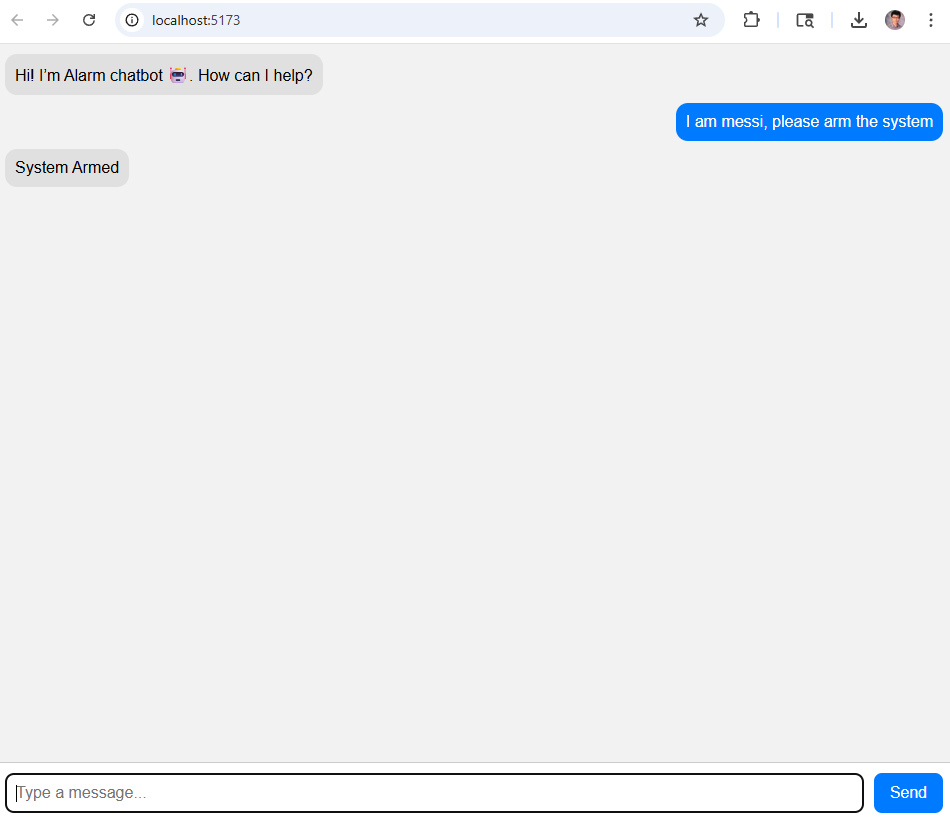 localhost:5173
Hi! I’m Alarm chatbot 🤖. How can I help?
I am messi, please arm the system
System Armed
Type a message...
Send